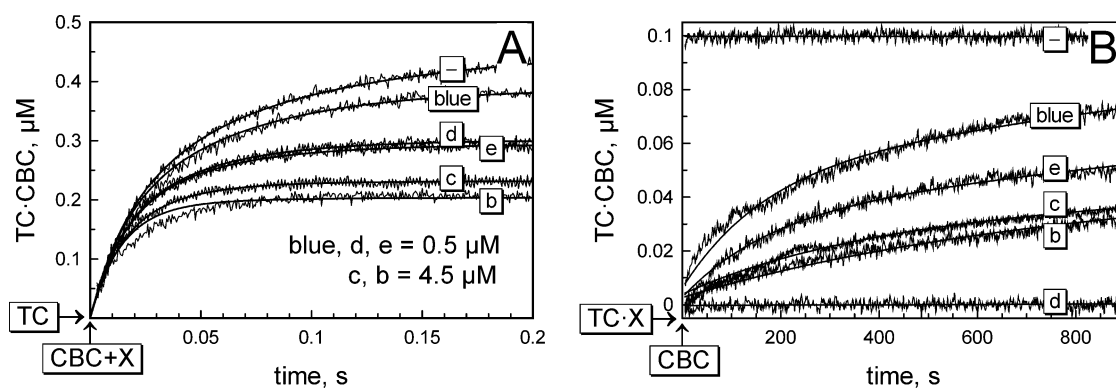 A
TC·CBC, µM
0.5
0.4
0.3
0.2
0.1
–
blue
d
e
c
b
blue, d, e = 0.5 µM
c, b = 4.5 µM
TC
CBC+X
0.05
0.1
0.15
0.2
time, s
B
TC·CBC, µM
0.1
0.08
0.06
0.04
0.02
0
–
blue
e
c
b
d
TC·X
CBC
200
400
600
800
time, s